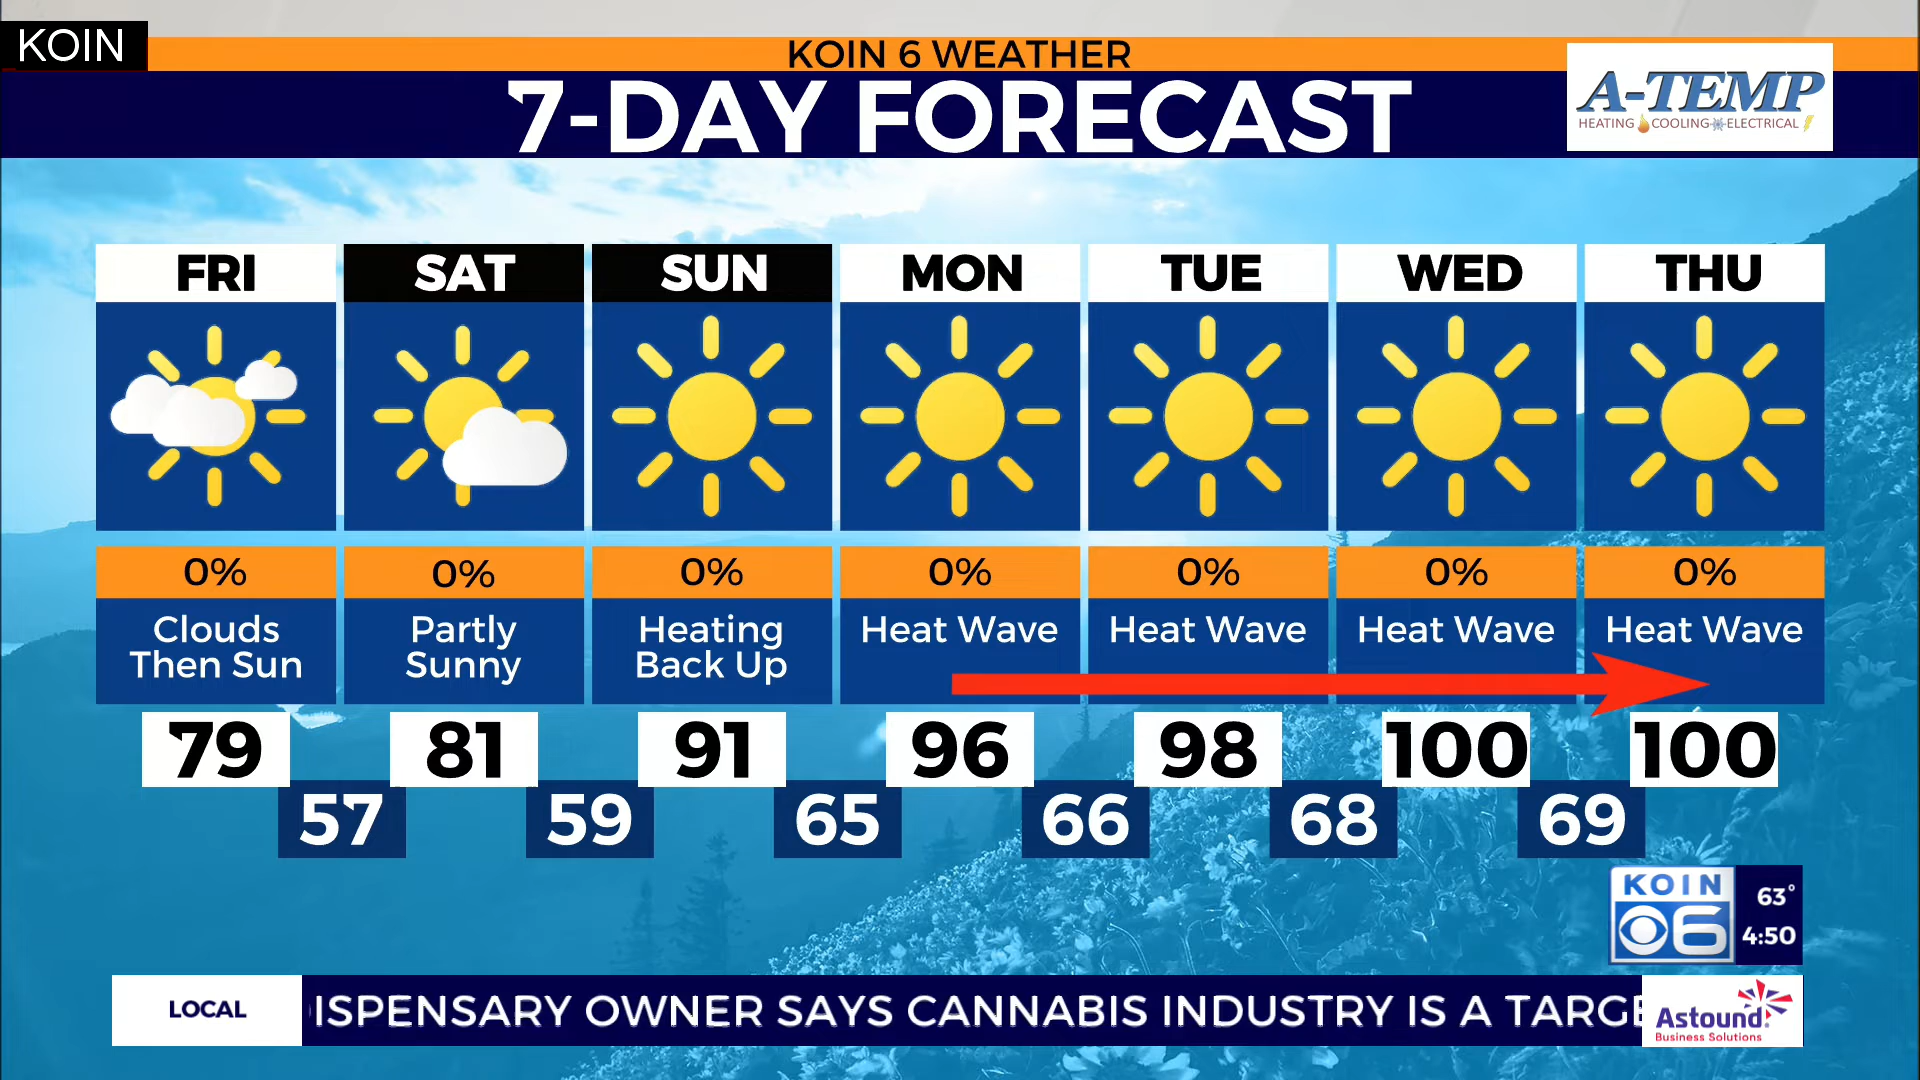 KOIN
KOIN 6 WEATHER
7-DAY FORECAST
A-TEMP
HEATING COOLING ELECTRICAL
FRI SAT SUN MON TUE WED THU
0% 0% 0% 0% 0% 0% 0%
Clouds Partly Heating Heat Wave Heat Wave Heat Wave Heat Wave
Then Sun Sunny Back Up
79 81 91 96 98 100 100
57 59 65 66 68 69
KOIN
6
63°
4:50
LOCAL
ISPENSARY OWNER SAYS CANNABIS INDUSTRY IS A TARGE
Astound
Business Solutions